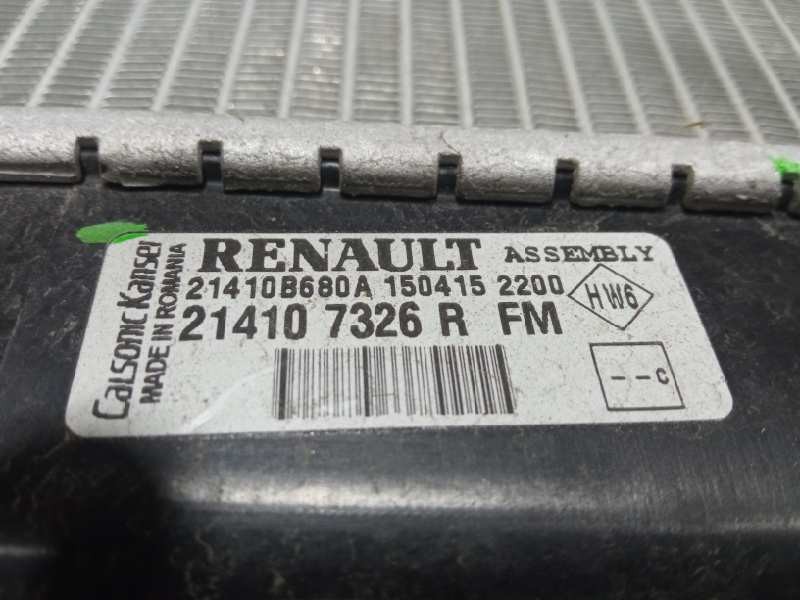 RENAULT ASSEMBLY
21410B680A 150415 2200
21410 7326 R FM
HW6
--C
Calsonic Kansei
MADE IN ROMANIA